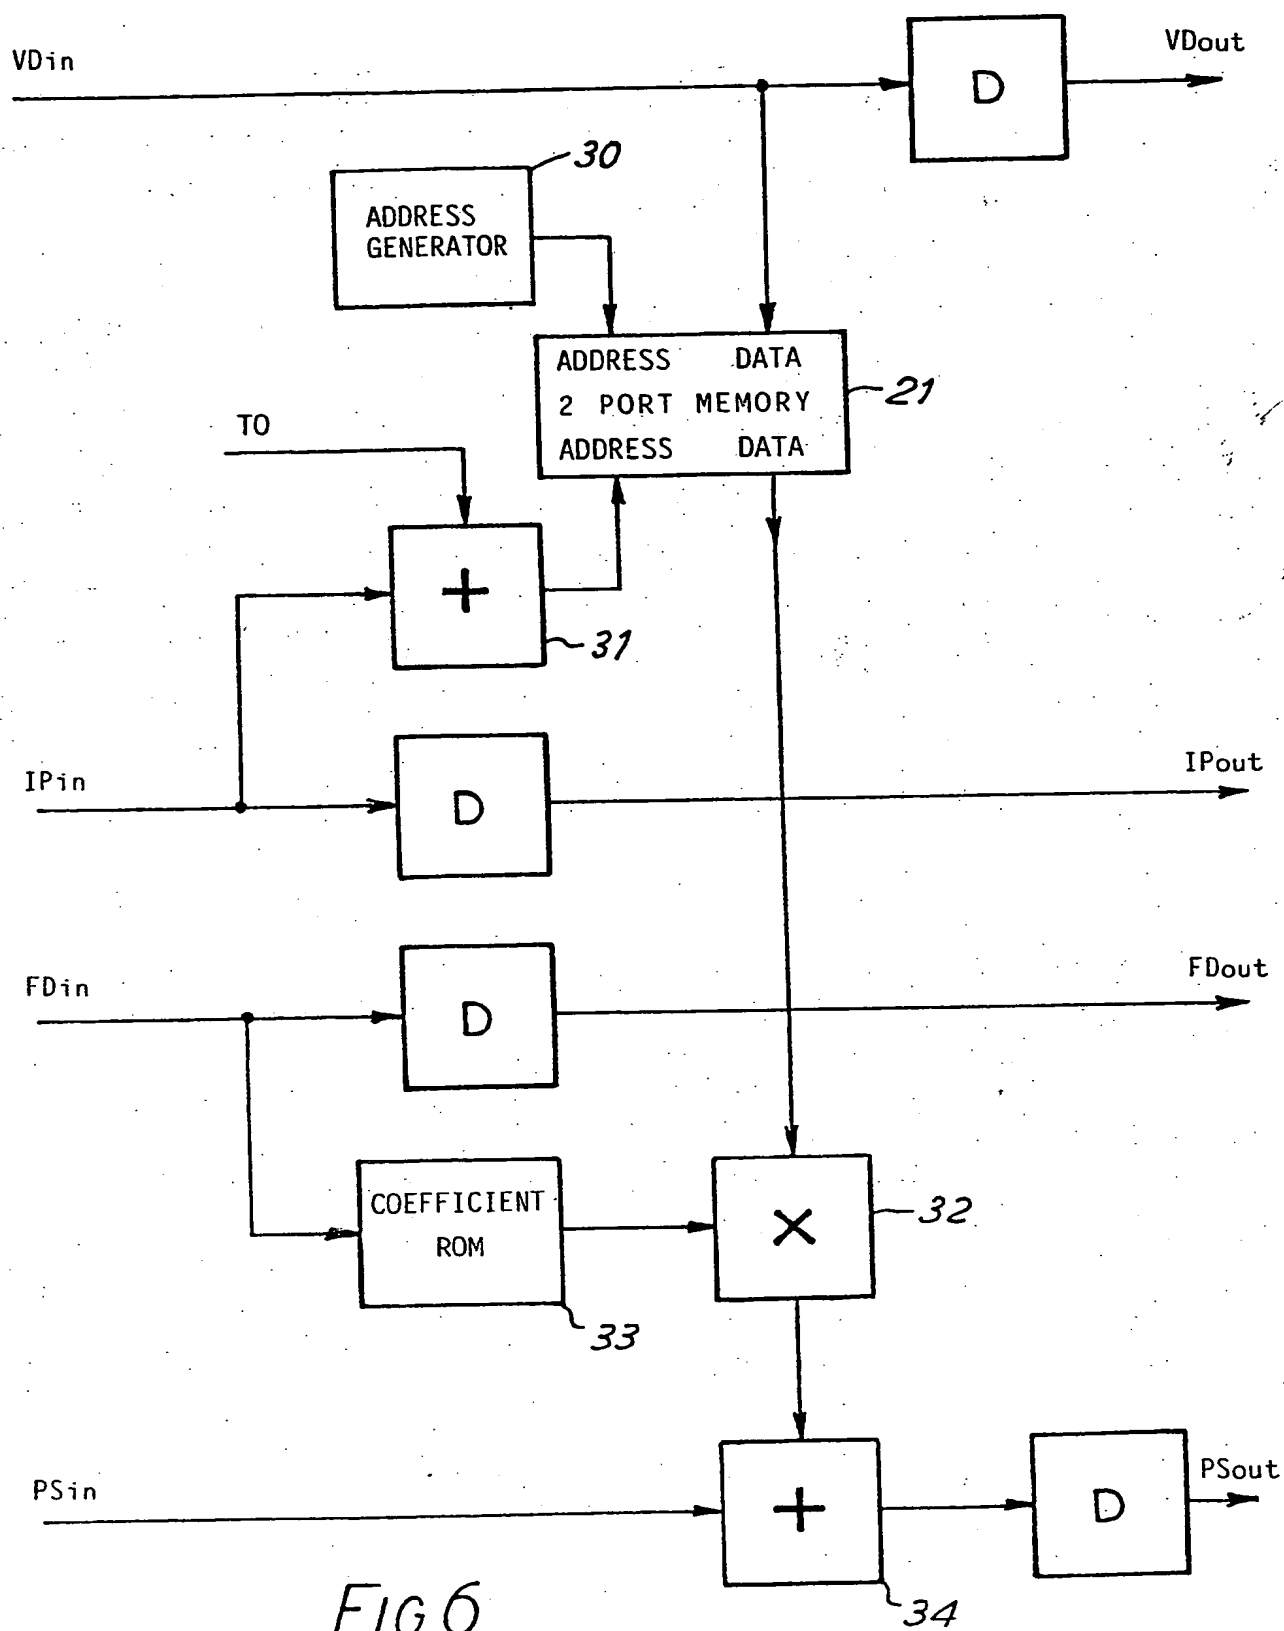 VDin
VDout
D
30
ADDRESS
GENERATOR
ADDRESS DATA
2 PORT MEMORY
ADDRESS DATA
21
TO
+
31
IPin
D
IPout
FDin
D
FDout
COEFFICIENT
ROM
33
×
32
PSin
+
34
D
PSout
FIG 6